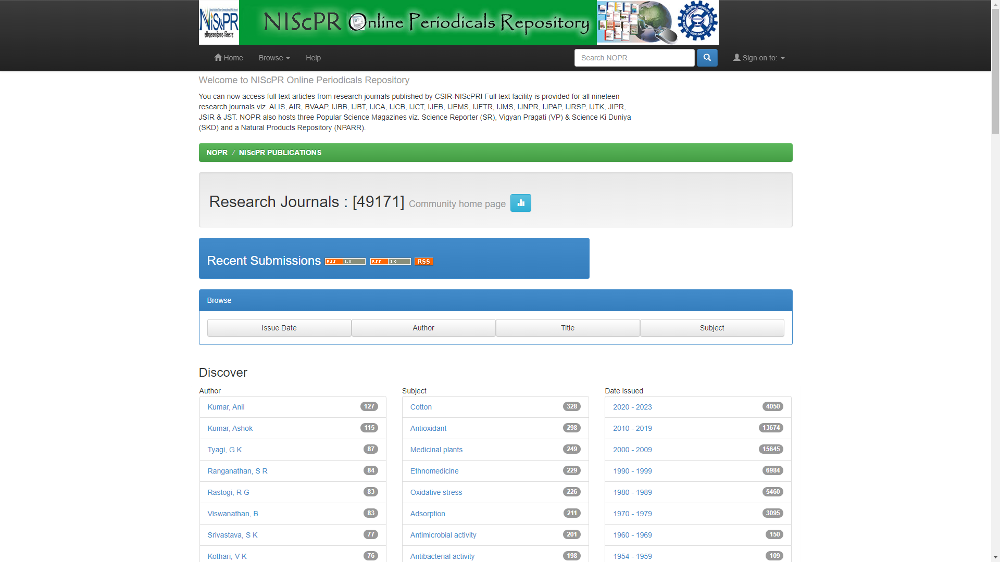 NIScPR
सीएसआईआर-निस्पर
NIScPR Online Periodicals Repository
CSIR INDIA
Home
Browse
Help
Search NOPR
Sign on to:
Welcome to NIScPR Online Periodicals Repository
You can now access full text articles from research journals published by CSIR-NIScPR! Full text facility is provided for all nineteen
research journals viz. ALIS, AIR, BVAAP, IJBB, IJBT, IJCA, IJCB, IJCT, IJEB, IJEMS, IJFTR, IJMS, IJNPR, IJPAP, IJRSP, IJTK, JIPR,
JSIR & JST. NOPR also hosts three Popular Science Magazines viz. Science Reporter (SR), Vigyan Pragati (VP) & Science Ki Duniya
(SKD) and a Natural Products Repository (NPARR).
NOPR / NIScPR PUBLICATIONS
Research Journals : [49171] Community home page
Recent Submissions RSS 1.0 RSS 2.0 RSS
Browse
Issue Date
Author
Title
Subject
Discover
Author
Kumar, Anil 127
Kumar, Ashok 115
Tyagi, G K 87
Ranganathan, S R 84
Rastogi, R G 83
Viswanathan, B 83
Srivastava, S K 77
Kothari, V K 76
Subject
Cotton 328
Antioxidant 298
Medicinal plants 249
Ethnomedicine 229
Oxidative stress 226
Adsorption 211
Antimicrobial activity 201
Antibacterial activity 198
Date issued
2020 - 2023 4050
2010 - 2019 13674
2000 - 2009 15645
1990 - 1999 6984
1980 - 1989 5460
1970 - 1979 3095
1960 - 1969 150
1954 - 1959 109